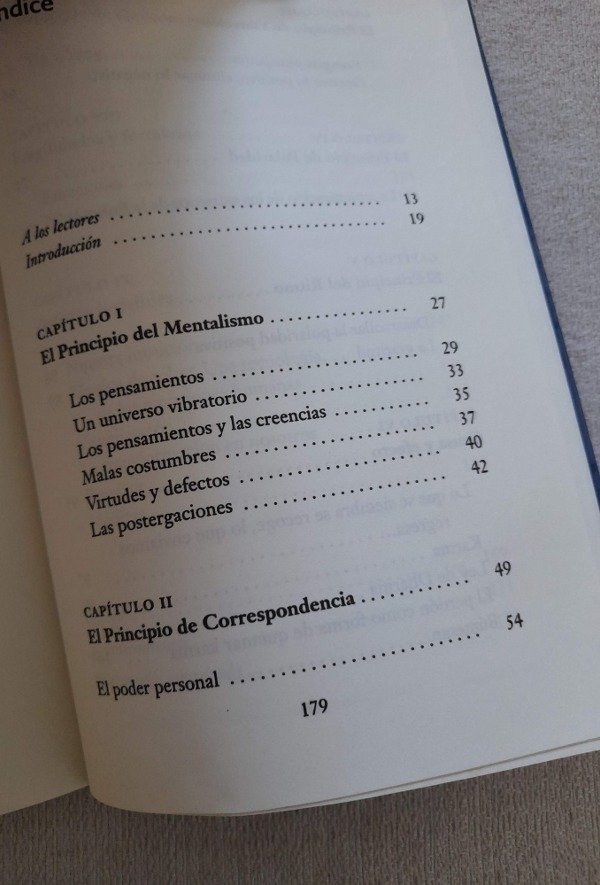 ndice
A los lectores .............................. 13
Introducción .............................. 19
CAPÍTULO I
El Principio del Mentalismo ............... 27
Los pensamientos .............................. 29
Un universo vibratorio .............................. 33
Los pensamientos y las creencias ............... 35
Malas costumbres .............................. 37
Virtudes y defectos .............................. 40
Las postergaciones .............................. 42
CAPÍTULO II
El Principio de Correspondencia ............ 49
El poder personal .............................. 54
179